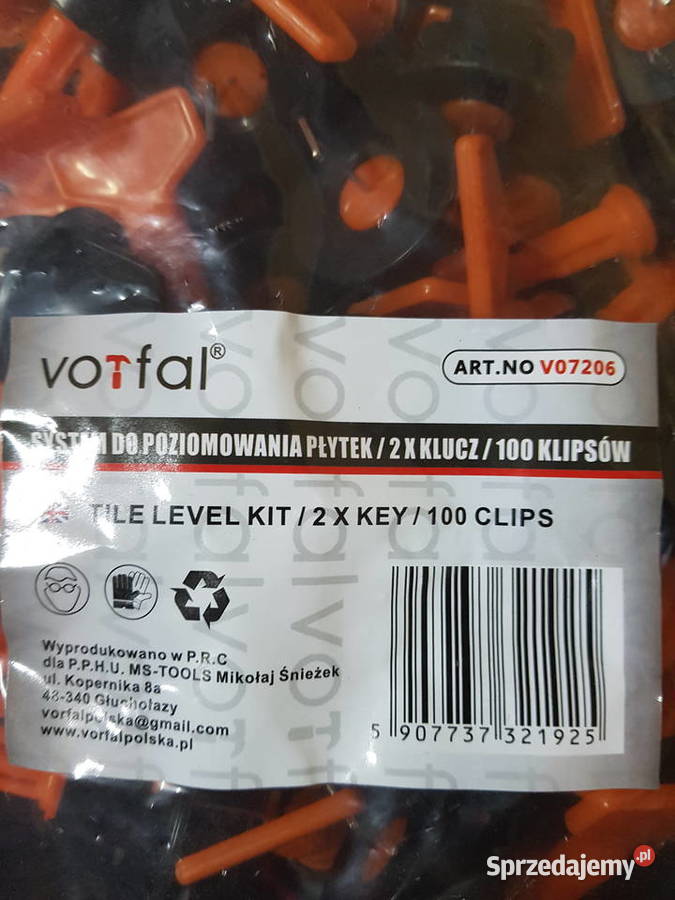 vorfal®
ART.NO V07206
SYSTEM DO POZIOMOWANIA PŁYTEK / 2 X KLUCZ / 100 KLIPSÓW
TILE LEVEL KIT / 2 X KEY / 100 CLIPS
Wyprodukowano w P.R.C
dla P.P.H.U. MS-TOOLS Mikołaj Śnieżek
ul. Kopernika 8a
48-340 Głuchołazy
vorfalpolska@gmail.com
www.vorfalpolska.pl
5 907737 321925
Sprzedajemy.pl